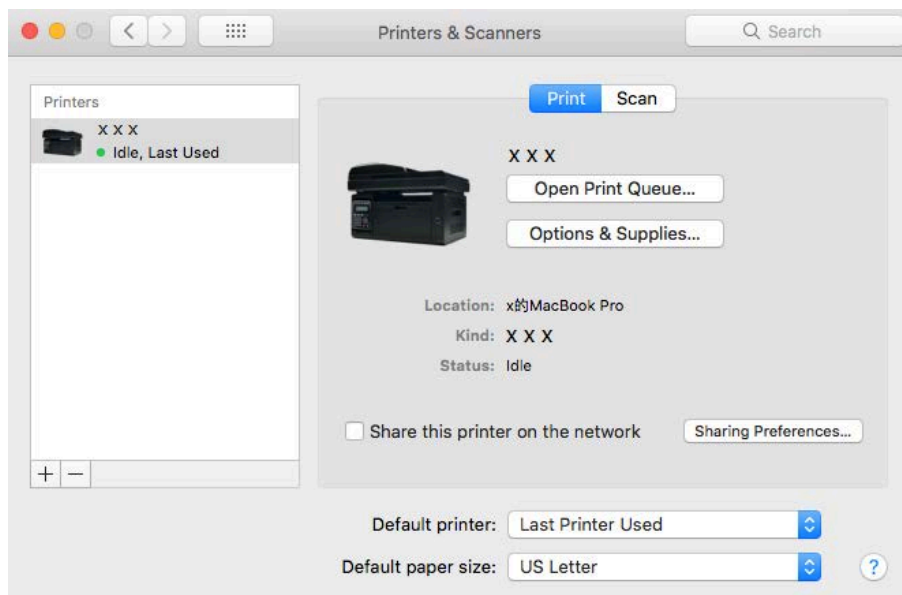 Printers & Scanners
Search
Printers
X X X
Idle, Last Used
Print
Scan
X X X
Open Print Queue...
Options & Supplies...
Location: x的MacBook Pro
Kind: X X X
Status: Idle
Share this printer on the network
Sharing Preferences...
+ −
Default printer: Last Printer Used
Default paper size: US Letter
?